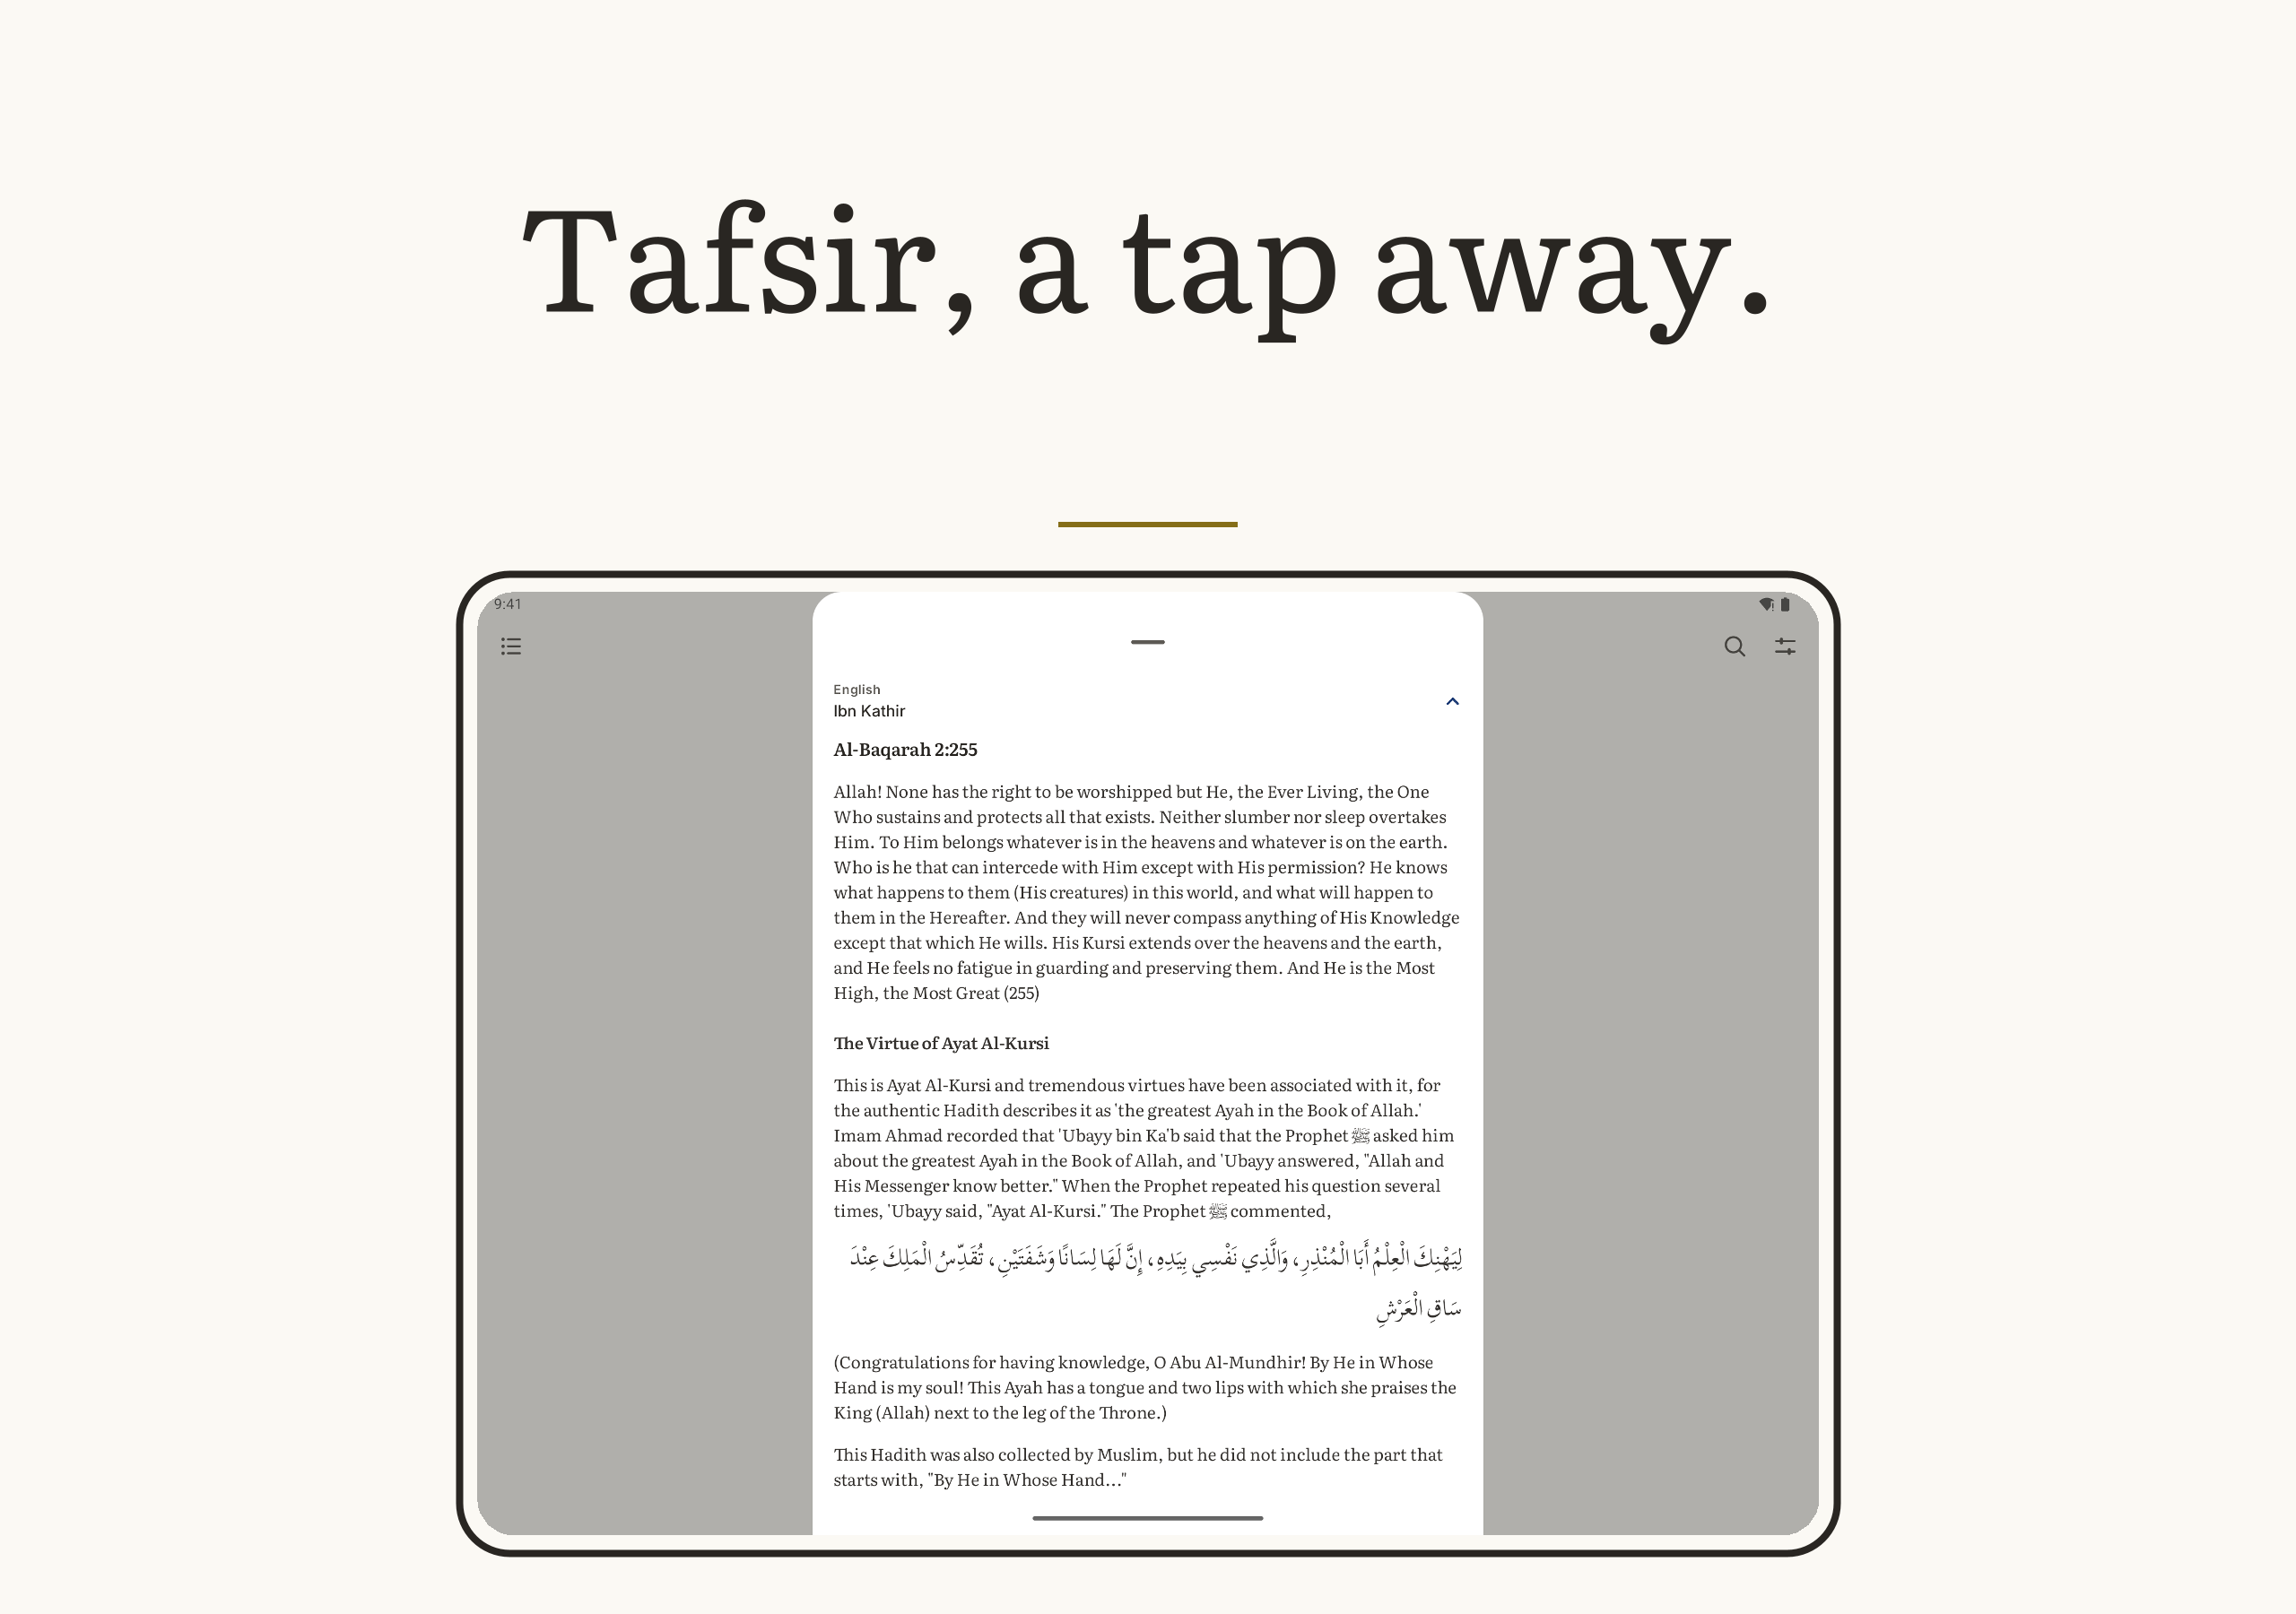 Tafsir, a tap away.
9:41
English
Ibn Kathir
Al-Baqarah 2:255
Allah! None has the right to be worshipped but He, the Ever Living, the One
Who sustains and protects all that exists. Neither slumber nor sleep overtakes
Him. To Him belongs whatever is in the heavens and whatever is on the earth.
Who is he that can intercede with Him except with His permission? He knows
what happens to them (His creatures) in this world, and what will happen to
them in the Hereafter. And they will never compass anything of His Knowledge
except that which He wills. His Kursi extends over the heavens and the earth,
and He feels no fatigue in guarding and preserving them. And He is the Most
High, the Most Great (255)
The Virtue of Ayat Al-Kursi
This is Ayat Al-Kursi and tremendous virtues have been associated with it, for
the authentic Hadith describes it as 'the greatest Ayah in the Book of Allah.'
Imam Ahmad recorded that 'Ubayy bin Ka'b said that the Prophet ﷺ asked him
about the greatest Ayah in the Book of Allah, and 'Ubayy answered, "Allah and
His Messenger know better." When the Prophet repeated his question several
times, 'Ubayy said, "Ayat Al-Kursi." The Prophet ﷺ commented,
لِيَهْنِكَ الْعِلْمُ أَبَا الْمُنْذِرِ، وَالَّذِي نَفْسِي بِيَدِهِ، إِنَّ لَهَا لِسَانًا وَشَفَتَيْنِ، تُقَدِّسُ الْمَلِكَ عِنْدَ
سَاقِ الْعَرْشِ
(Congratulations for having knowledge, O Abu Al-Mundhir! By He in Whose
Hand is my soul! This Ayah has a tongue and two lips with which she praises the
King (Allah) next to the leg of the Throne.)
This Hadith was also collected by Muslim, but he did not include the part that
starts with, "By He in Whose Hand..."